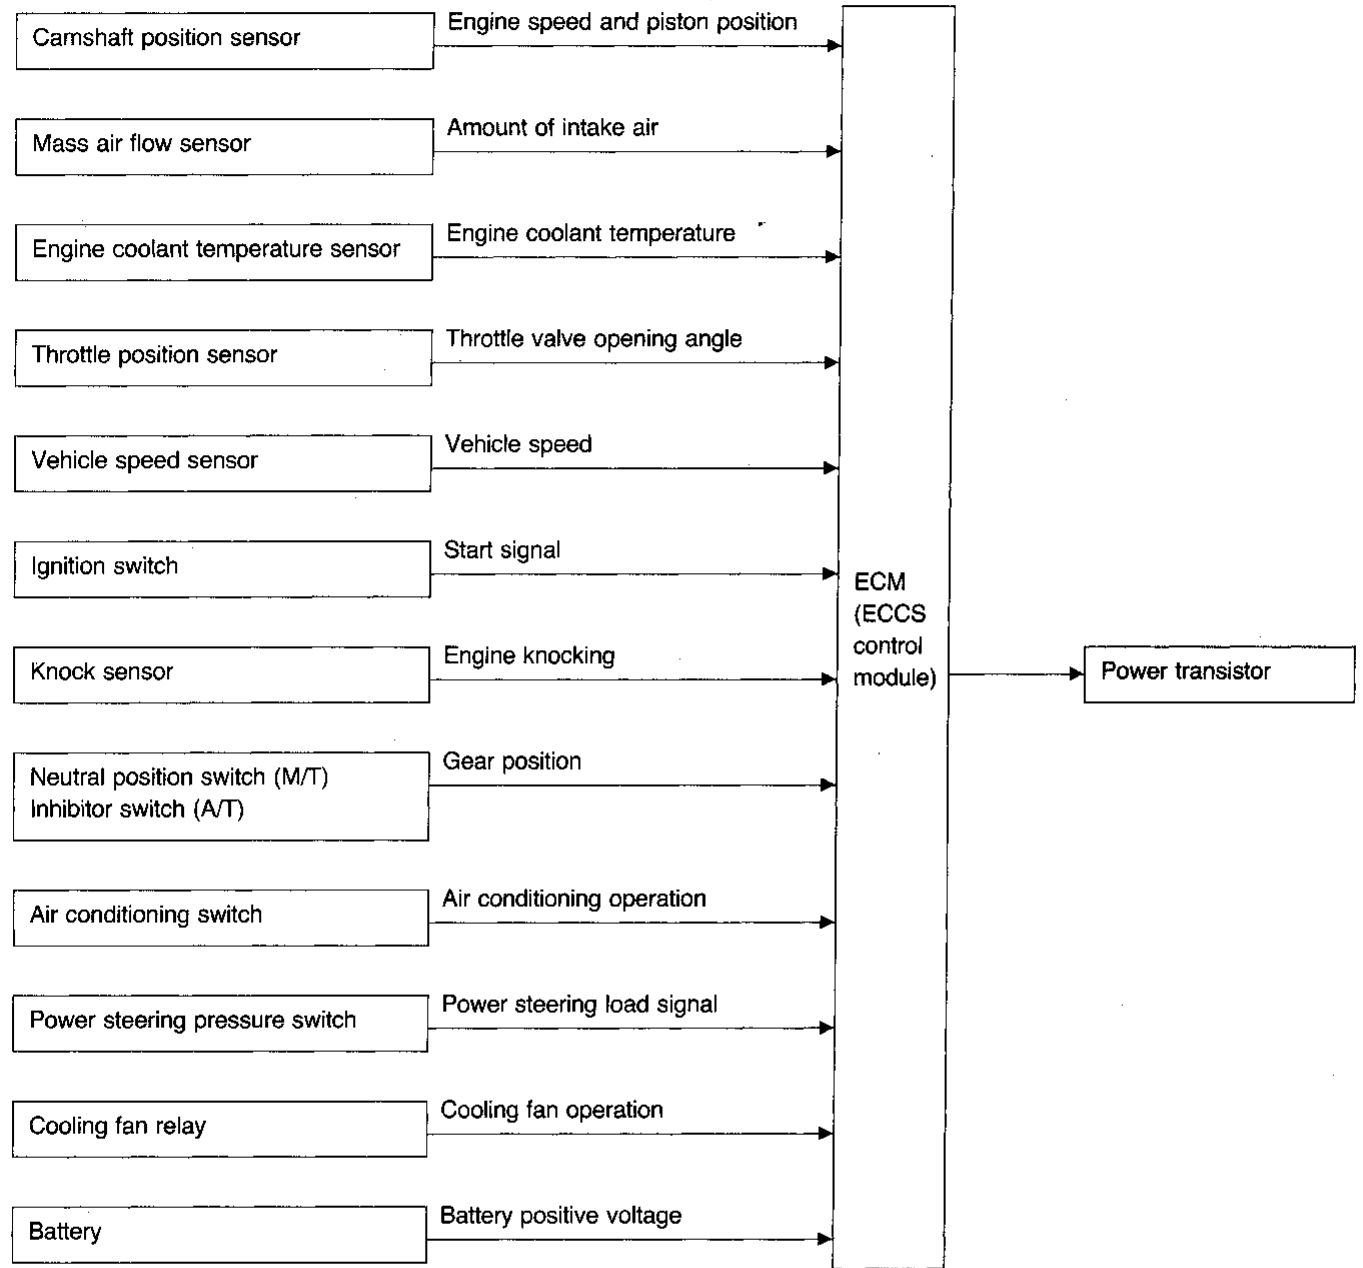 Camshaft position sensor
Engine speed and piston position
Mass air flow sensor
Amount of intake air
Engine coolant temperature sensor
Engine coolant temperature
Throttle position sensor
Throttle valve opening angle
Vehicle speed sensor
Vehicle speed
Ignition switch
Start signal
Knock sensor
Engine knocking
Neutral position switch (M/T)
Inhibitor switch (A/T)
Gear position
Air conditioning switch
Air conditioning operation
Power steering pressure switch
Power steering load signal
Cooling fan relay
Cooling fan operation
Battery
Battery positive voltage
ECM
(ECCS
control
module)
Power transistor